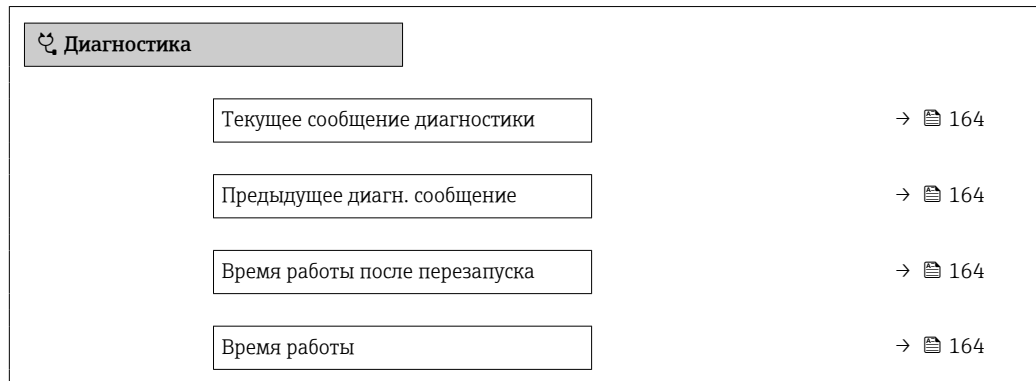 Диагностика
Текущее сообщение диагностики → 164
Предыдущее диагн. сообщение → 164
Время работы после перезапуска → 164
Время работы → 164